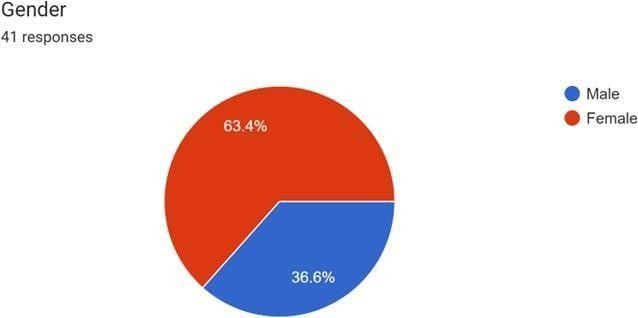 Gender
41 responses
Male
Female
63.4%
36.6%